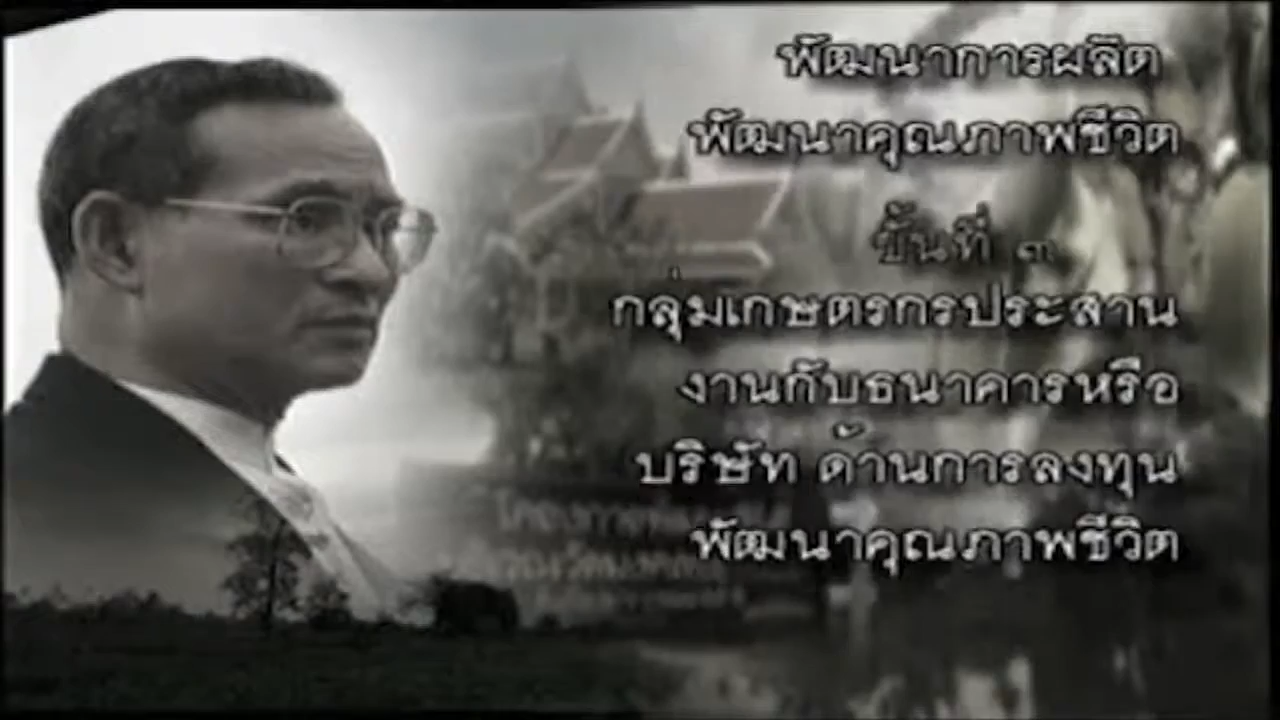 พัฒนาการผลิต
พัฒนาคุณภาพชีวิต
ขั้นที่ ๓
กลุ่มเกษตรกรประสาน
งานกับธนาคารหรือ
บริษัท ด้านการลงทุน
พัฒนาคุณภาพชีวิต